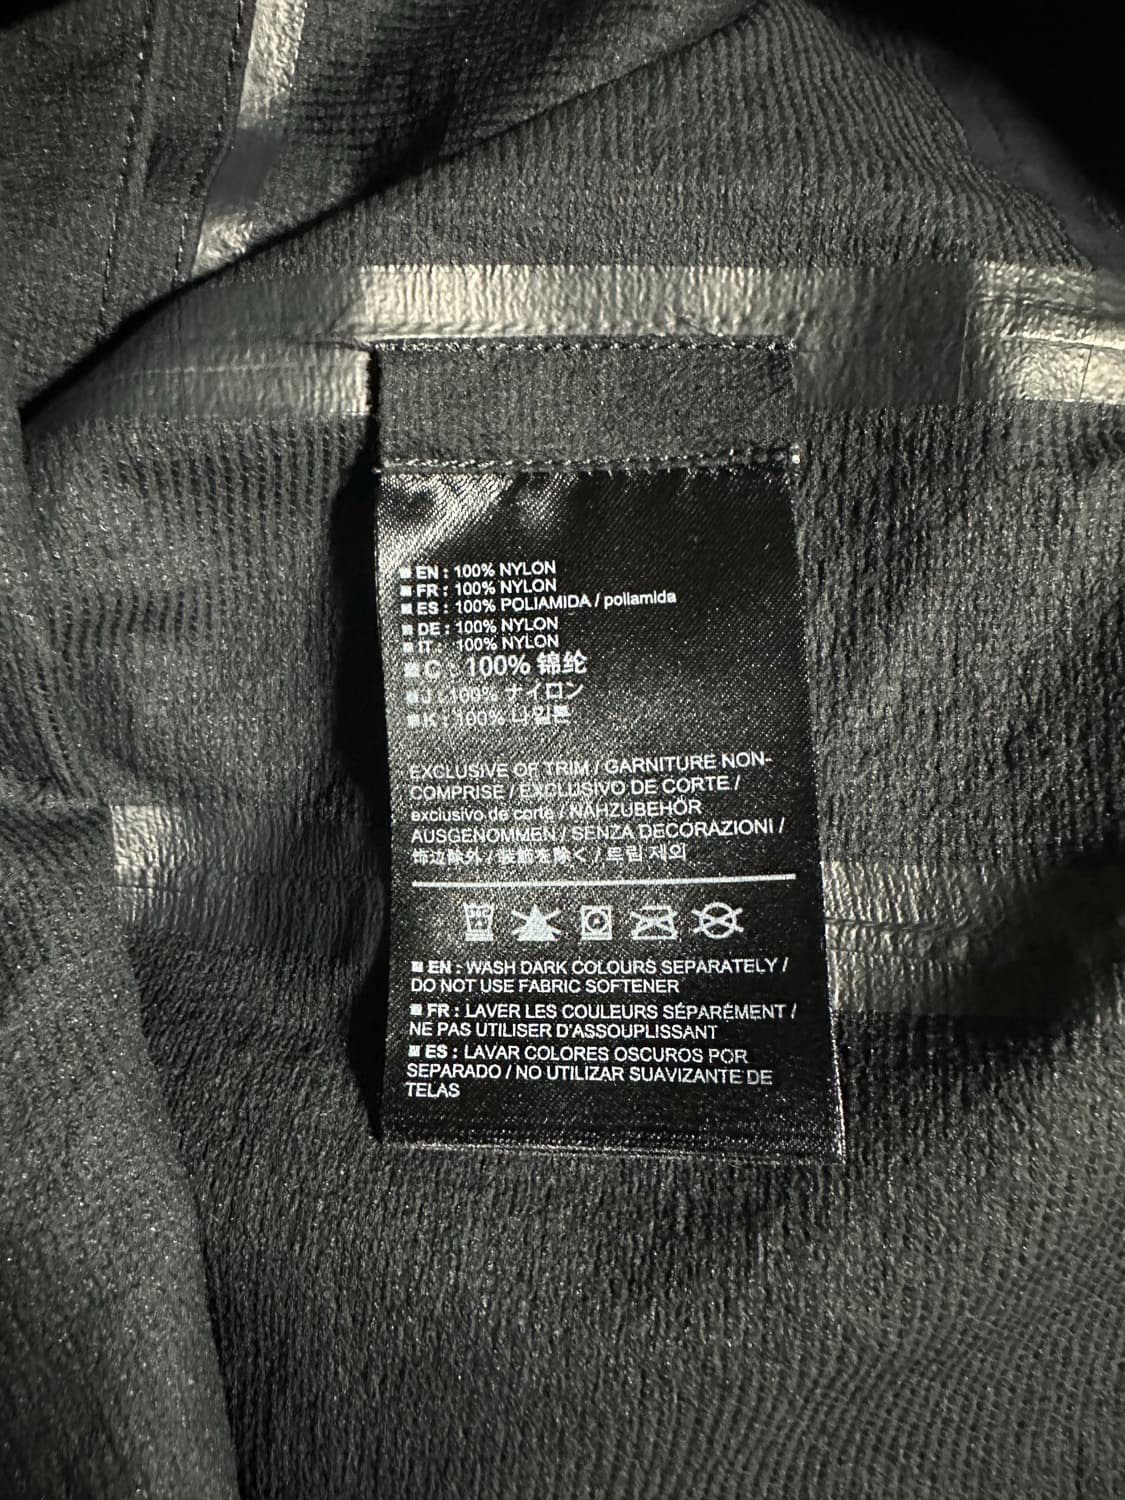 EN : 100% NYLON
FR : 100% NYLON
ES : 100% POLIAMIDA / poliamida
DE : 100% NYLON
IT : 100% NYLON
C : 100% 锦纶
J : 100% ナイロン
K : 100% 나일론
EXCLUSIVE OF TRIM / GARNITURE NON-
COMPRISE / EXCLUSIVO DE CORTE /
exclusivo de corte / NÄHZUBEHÖR
AUSGENOMMEN / SENZA DECORAZIONI /
饰边除外 / 装飾を除く / 트림 제외
EN : WASH DARK COLOURS SEPARATELY /
DO NOT USE FABRIC SOFTENER
FR : LAVER LES COULEURS SÉPARÉMENT /
NE PAS UTILISER D'ASSOUPLISSANT
ES : LAVAR COLORES OSCUROS POR
SEPARADO / NO UTILIZAR SUAVIZANTE DE
TELAS